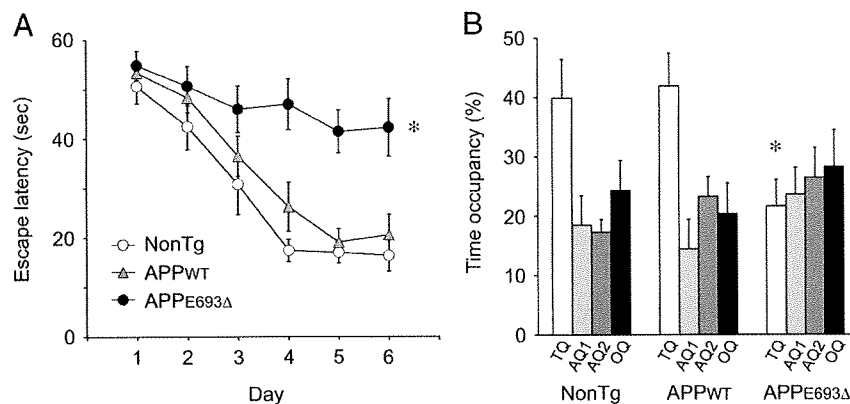 A
60
40
20
0
Escape latency (sec)
NonTg
APPWT
APPE693Δ
*
1 2 3 4 5 6
Day
B
50
40
30
20
10
0
Time occupancy (%)
*
TQ AQ1 AQ2 OQ TQ AQ1 AQ2 OQ TQ AQ1 AQ2 OQ
NonTg APPWT APPE693Δ